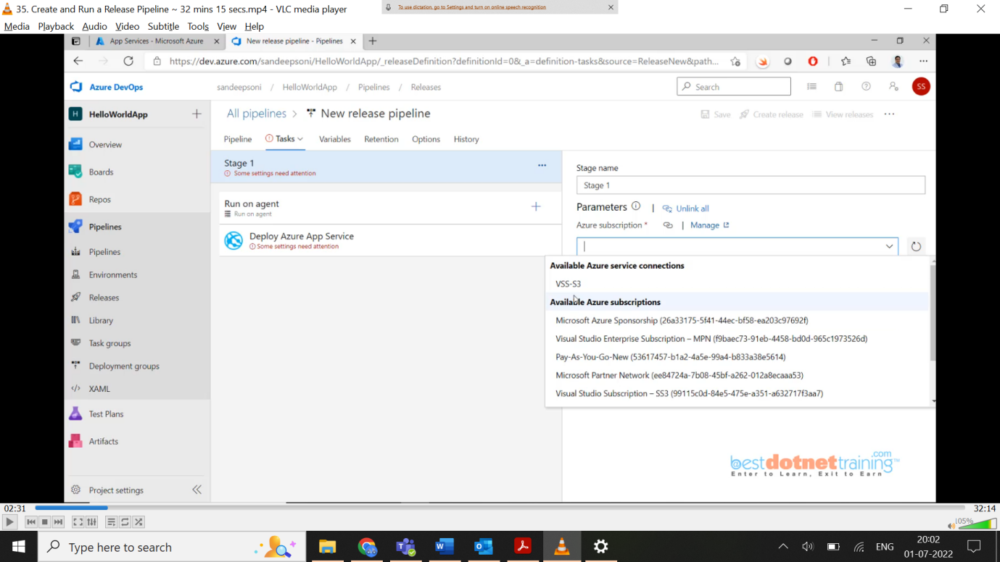 35. Create and Run a Release Pipeline ~ 32 mins 15 secs.mp4 - VLC media player
To use dictation, go to Settings and turn on online speech recognition
Media Playback Audio Video Subtitle Tools View Help
App Services - Microsoft Azure
New release pipeline - Pipelines
https://dev.azure.com/sandeepsoni/HelloWorldApp/_releaseDefinition?definitionId=0&_a=definition-tasks&source=ReleaseNew&path...
Azure DevOps
sandeepsoni / HelloWorldApp / Pipelines / Releases
Search
SS
H HelloWorldApp
Overview
Boards
Repos
Pipelines
Pipelines
Environments
Releases
Library
Task groups
Deployment groups
XAML
Test Plans
Artifacts
Project settings
All pipelines > New release pipeline
Save Create release View releases ...
Pipeline Tasks Variables Retention Options History
Stage 1
Some settings need attention
Run on agent
Run on agent
Deploy Azure App Service
Some settings need attention
Stage name
Stage 1
Parameters | Unlink all
Azure subscription * | Manage
Available Azure service connections
VSS-S3
Available Azure subscriptions
Microsoft Azure Sponsorship (26a33175-5f41-44ec-bf58-ea203c97692f)
Visual Studio Enterprise Subscription – MPN (f9baec73-91eb-4458-bd0d-965c1973526d)
Pay-As-You-Go-New (53617457-b1a2-4a5e-99a4-b833a38e5614)
Microsoft Partner Network (ee84724a-7b08-45bf-a262-012a8ecaaa53)
Visual Studio Subscription – SS3 (99115c0d-84e5-475e-a351-a632717f3aa7)
bestdotnettraining.com™
Enter to Learn, Exit to Earn
02:31
32:14
105%
Type here to search
ENG
20:02
01-07-2022